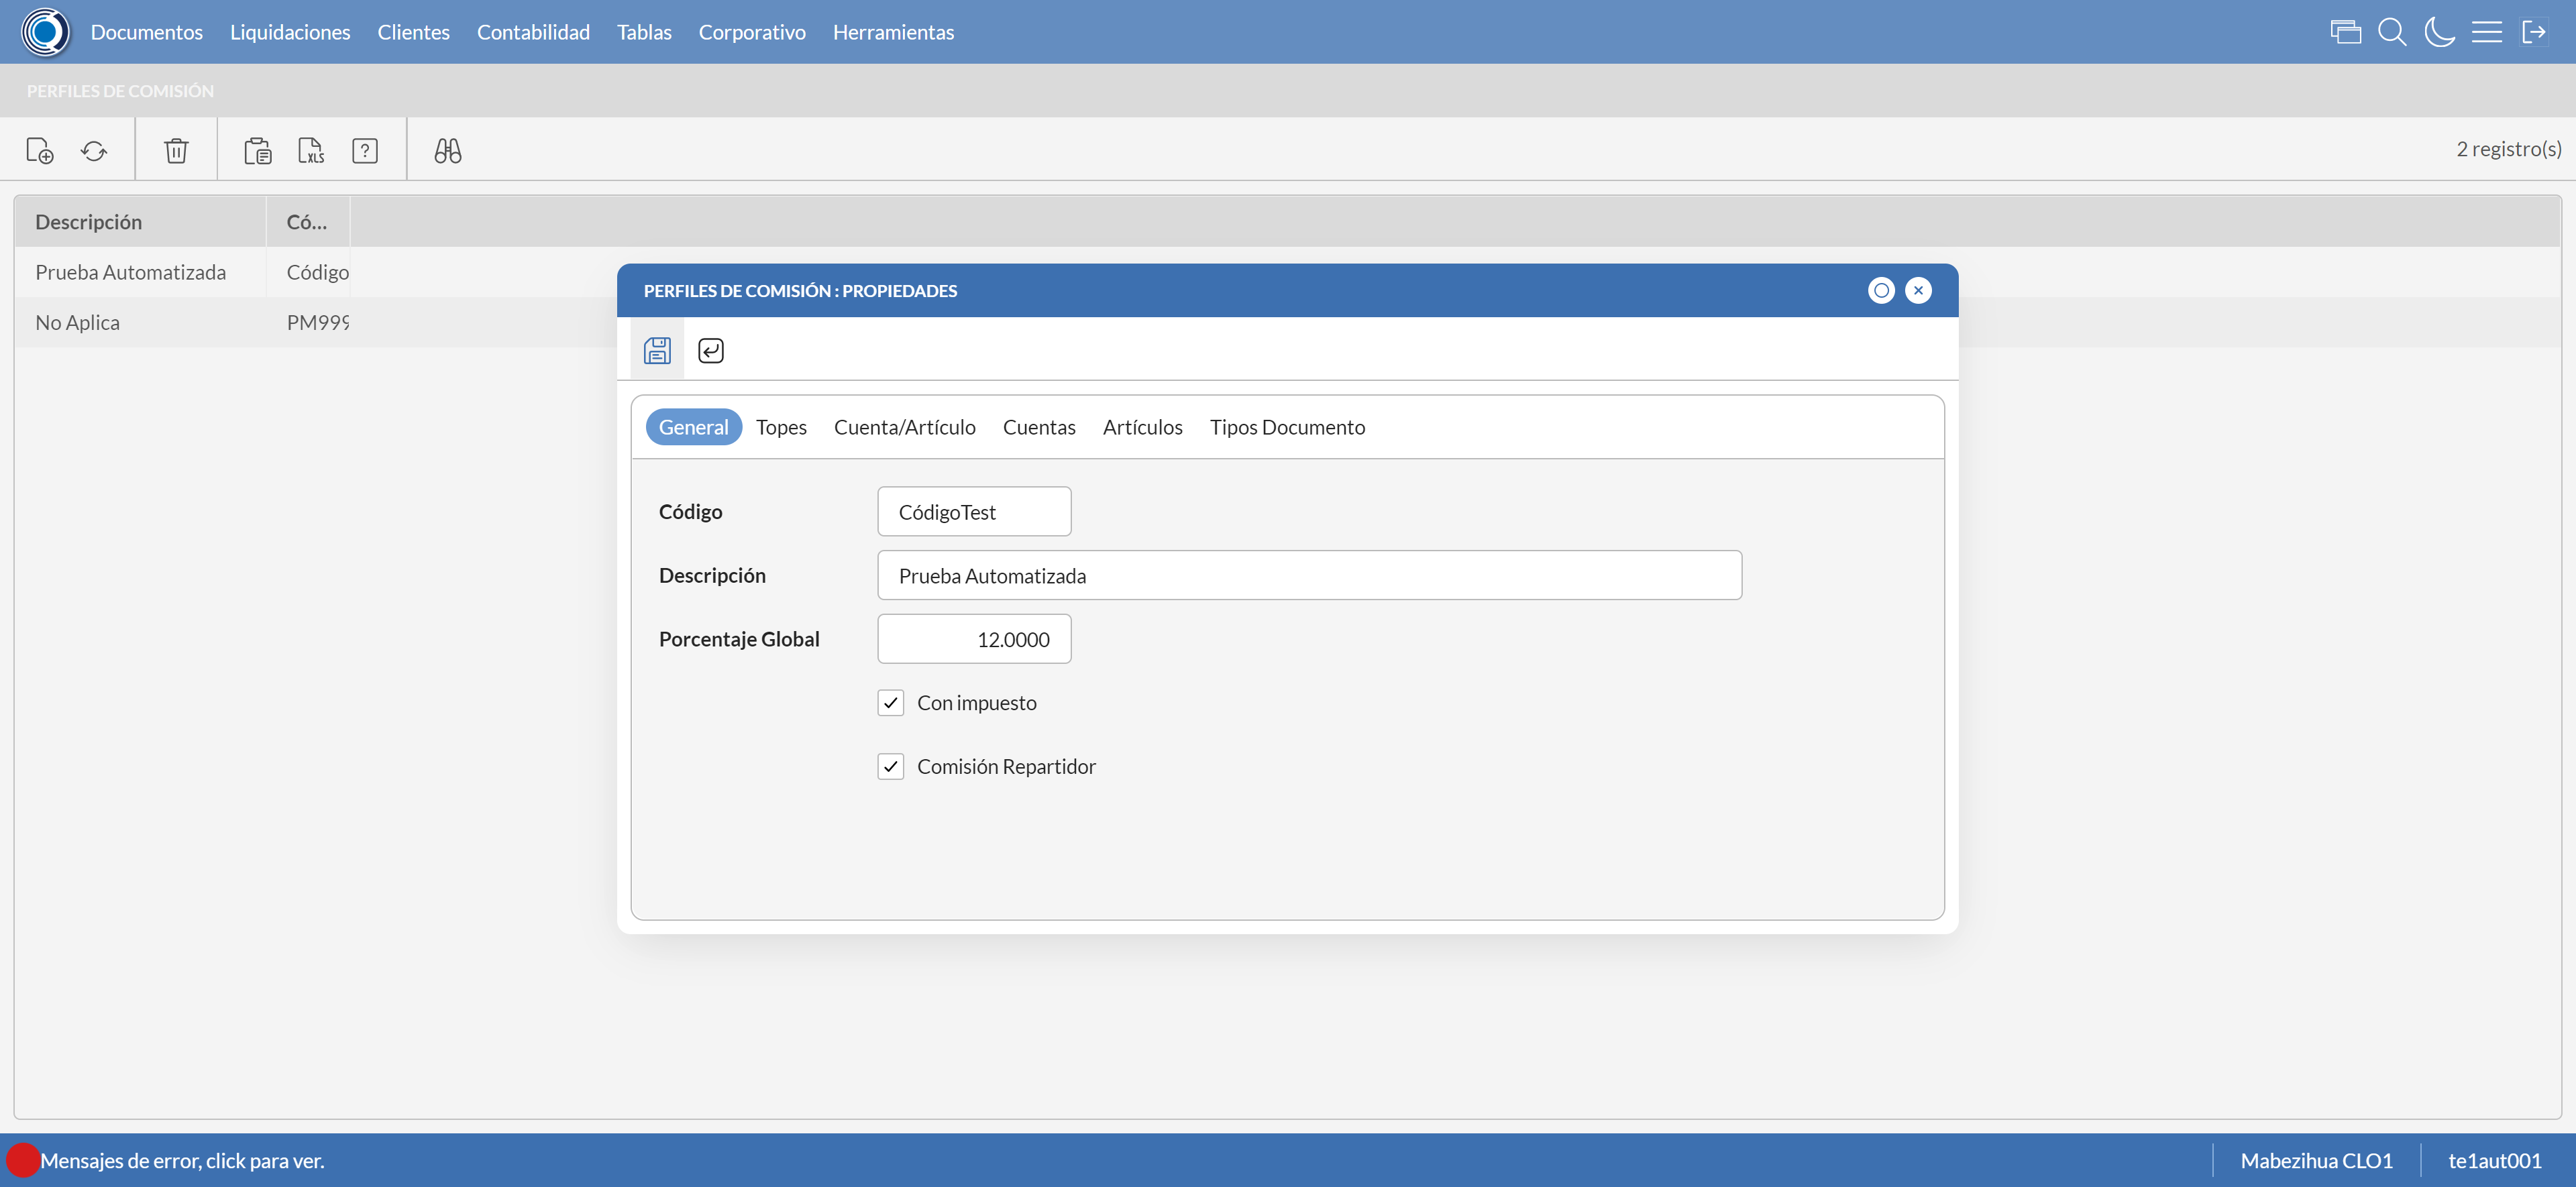 Documentos Liquidaciones Clientes Contabilidad Tablas Corporativo Herramientas
PERFILES DE COMISIÓN
XLS ? 2 registro(s)
Descripción Có...
Prueba Automatizada Código
No Aplica PM999
PERFILES DE COMISIÓN : PROPIEDADES
General Topes Cuenta/Artículo Cuentas Artículos Tipos Documento
Código CódigoTest
Descripción Prueba Automatizada
Porcentaje Global 12.0000
Con impuesto
Comisión Repartidor
Mensajes de error, click para ver. Mabezihua CLO1 te1aut001